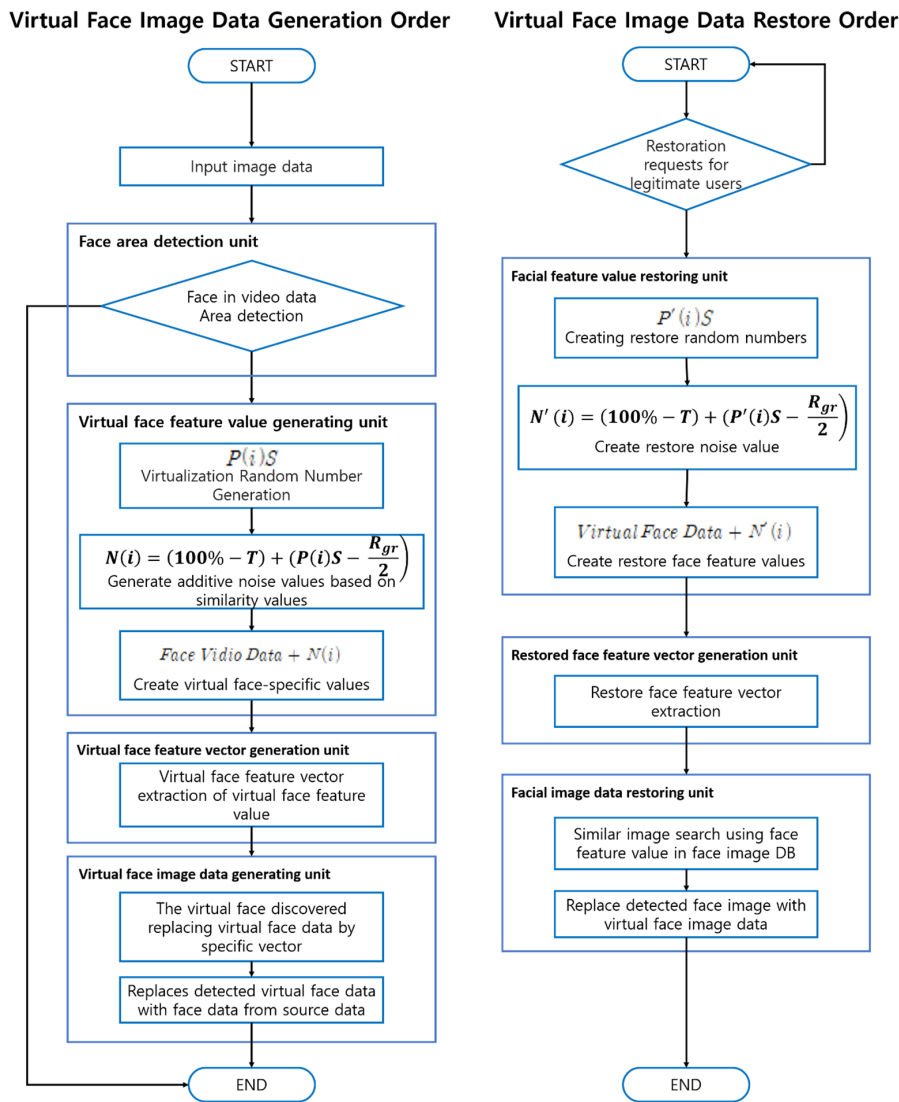 Virtual Face Image Data Generation Order
START
Input image data
Face area detection unit
Face in video data
Area detection
Virtual face feature value generating unit
P(i)S
Virtualization Random Number
Generation
N(i) = (100% − T) + (P(i)S − R_gr/2)
Generate additive noise values based on
similarity values
Face Vidio Data + N(i)
Create virtual face-specific values
Virtual face feature vector generation unit
Virtual face feature vector
extraction of virtual face feature
value
Virtual face image data generating unit
The virtual face discovered
replacing virtual face data by
specific vector
Replaces detected virtual face data
with face data from source data
END
Virtual Face Image Data Restore Order
START
Restoration
requests for
legitimate users
Facial feature value restoring unit
P′(i)S
Creating restore random numbers
N′(i) = (100% − T) + (P′(i)S − R_gr/2)
Create restore noise value
Virtual Face Data + N′(i)
Create restore face feature values
Restored face feature vector generation unit
Restore face feature vector
extraction
Facial image data restoring unit
Similar image search using face
feature value in face image DB
Replace detected face image with
virtual face image data
END